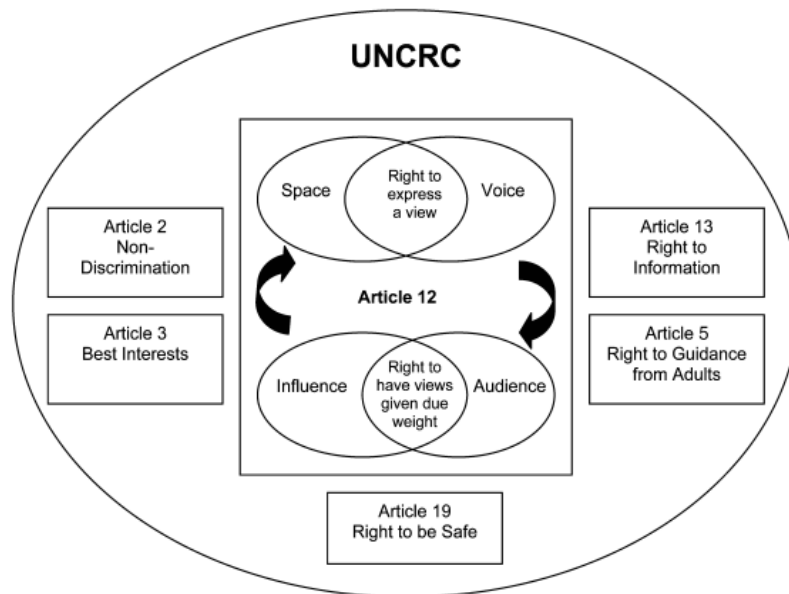 UNCRC
Space
Right to
express
a view
Voice
Article 2
Non-
Discrimination
Article 13
Right to
Information
Article 12
Article 3
Best Interests
Article 5
Right to Guidance
from Adults
Influence
Right to
have views
given due
weight
Audience
Article 19
Right to be Safe